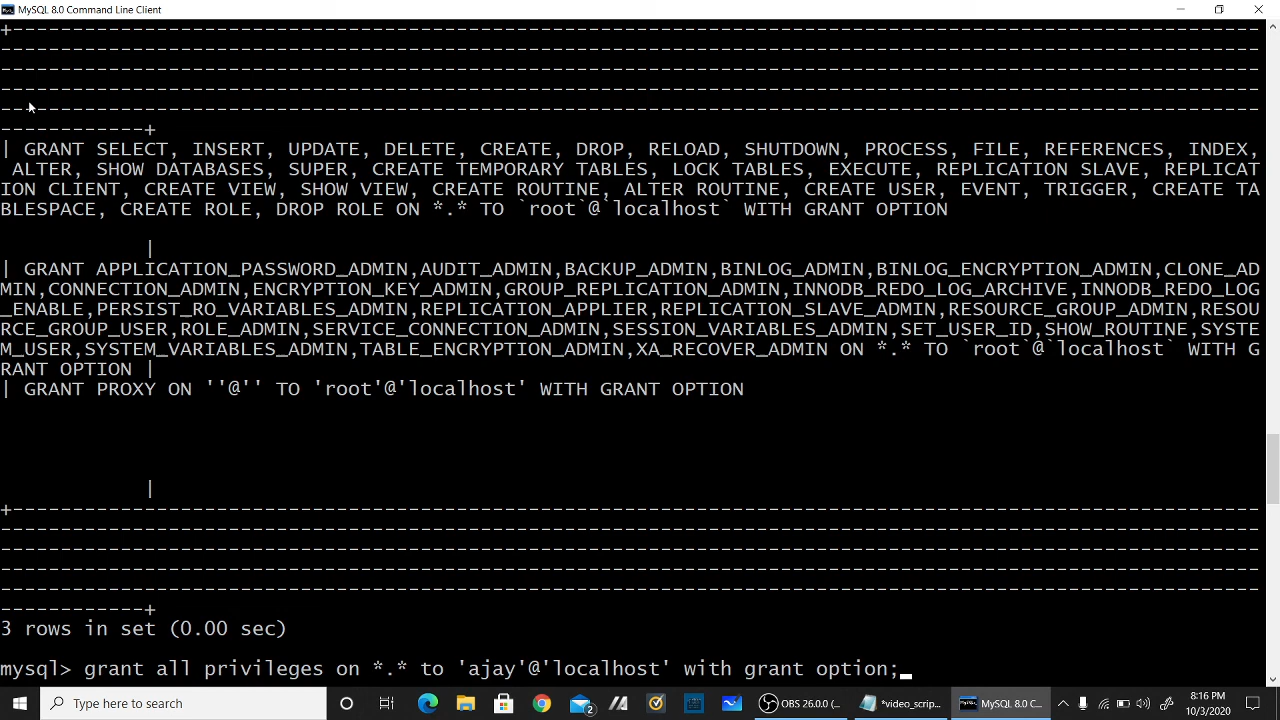 MySQL 8.0 Command Line Client
+---------------------------------------------------------------------------------------------------------
---------------------------------------------------------------------------------------------------------
---------------------------------------------------------------------------------------------------------
---------------------------------------------------------------------------------------------------------
---------------------------------------------------------------------------------------------------------
------------+
| GRANT SELECT, INSERT, UPDATE, DELETE, CREATE, DROP, RELOAD, SHUTDOWN, PROCESS, FILE, REFERENCES, INDEX,
 ALTER, SHOW DATABASES, SUPER, CREATE TEMPORARY TABLES, LOCK TABLES, EXECUTE, REPLICATION SLAVE, REPLICAT
ION CLIENT, CREATE VIEW, SHOW VIEW, CREATE ROUTINE, ALTER ROUTINE, CREATE USER, EVENT, TRIGGER, CREATE TA
BLESPACE, CREATE ROLE, DROP ROLE ON *.* TO `root`@`localhost` WITH GRANT OPTION
|
| GRANT APPLICATION_PASSWORD_ADMIN,AUDIT_ADMIN,BACKUP_ADMIN,BINLOG_ADMIN,BINLOG_ENCRYPTION_ADMIN,CLONE_AD
MIN,CONNECTION_ADMIN,ENCRYPTION_KEY_ADMIN,GROUP_REPLICATION_ADMIN,INNODB_REDO_LOG_ARCHIVE,INNODB_REDO_LOG
_ENABLE,PERSIST_RO_VARIABLES_ADMIN,REPLICATION_APPLIER,REPLICATION_SLAVE_ADMIN,RESOURCE_GROUP_ADMIN,RESOU
RCE_GROUP_USER,ROLE_ADMIN,SERVICE_CONNECTION_ADMIN,SESSION_VARIABLES_ADMIN,SET_USER_ID,SHOW_ROUTINE,SYSTE
M_USER,SYSTEM_VARIABLES_ADMIN,TABLE_ENCRYPTION_ADMIN,XA_RECOVER_ADMIN ON *.* TO `root`@`localhost` WITH G
RANT OPTION |
| GRANT PROXY ON ''@'' TO 'root'@'localhost' WITH GRANT OPTION
|
+---------------------------------------------------------------------------------------------------------
---------------------------------------------------------------------------------------------------------
---------------------------------------------------------------------------------------------------------
---------------------------------------------------------------------------------------------------------
---------------------------------------------------------------------------------------------------------
------------+
3 rows in set (0.00 sec)
mysql> grant all privileges on *.* to 'ajay'@'localhost' with grant option;_
Type here to search
2
OBS 26.0.0 (...
*video_scrip...
MySQL 8.0 C...
8:16 PM
10/3/2020